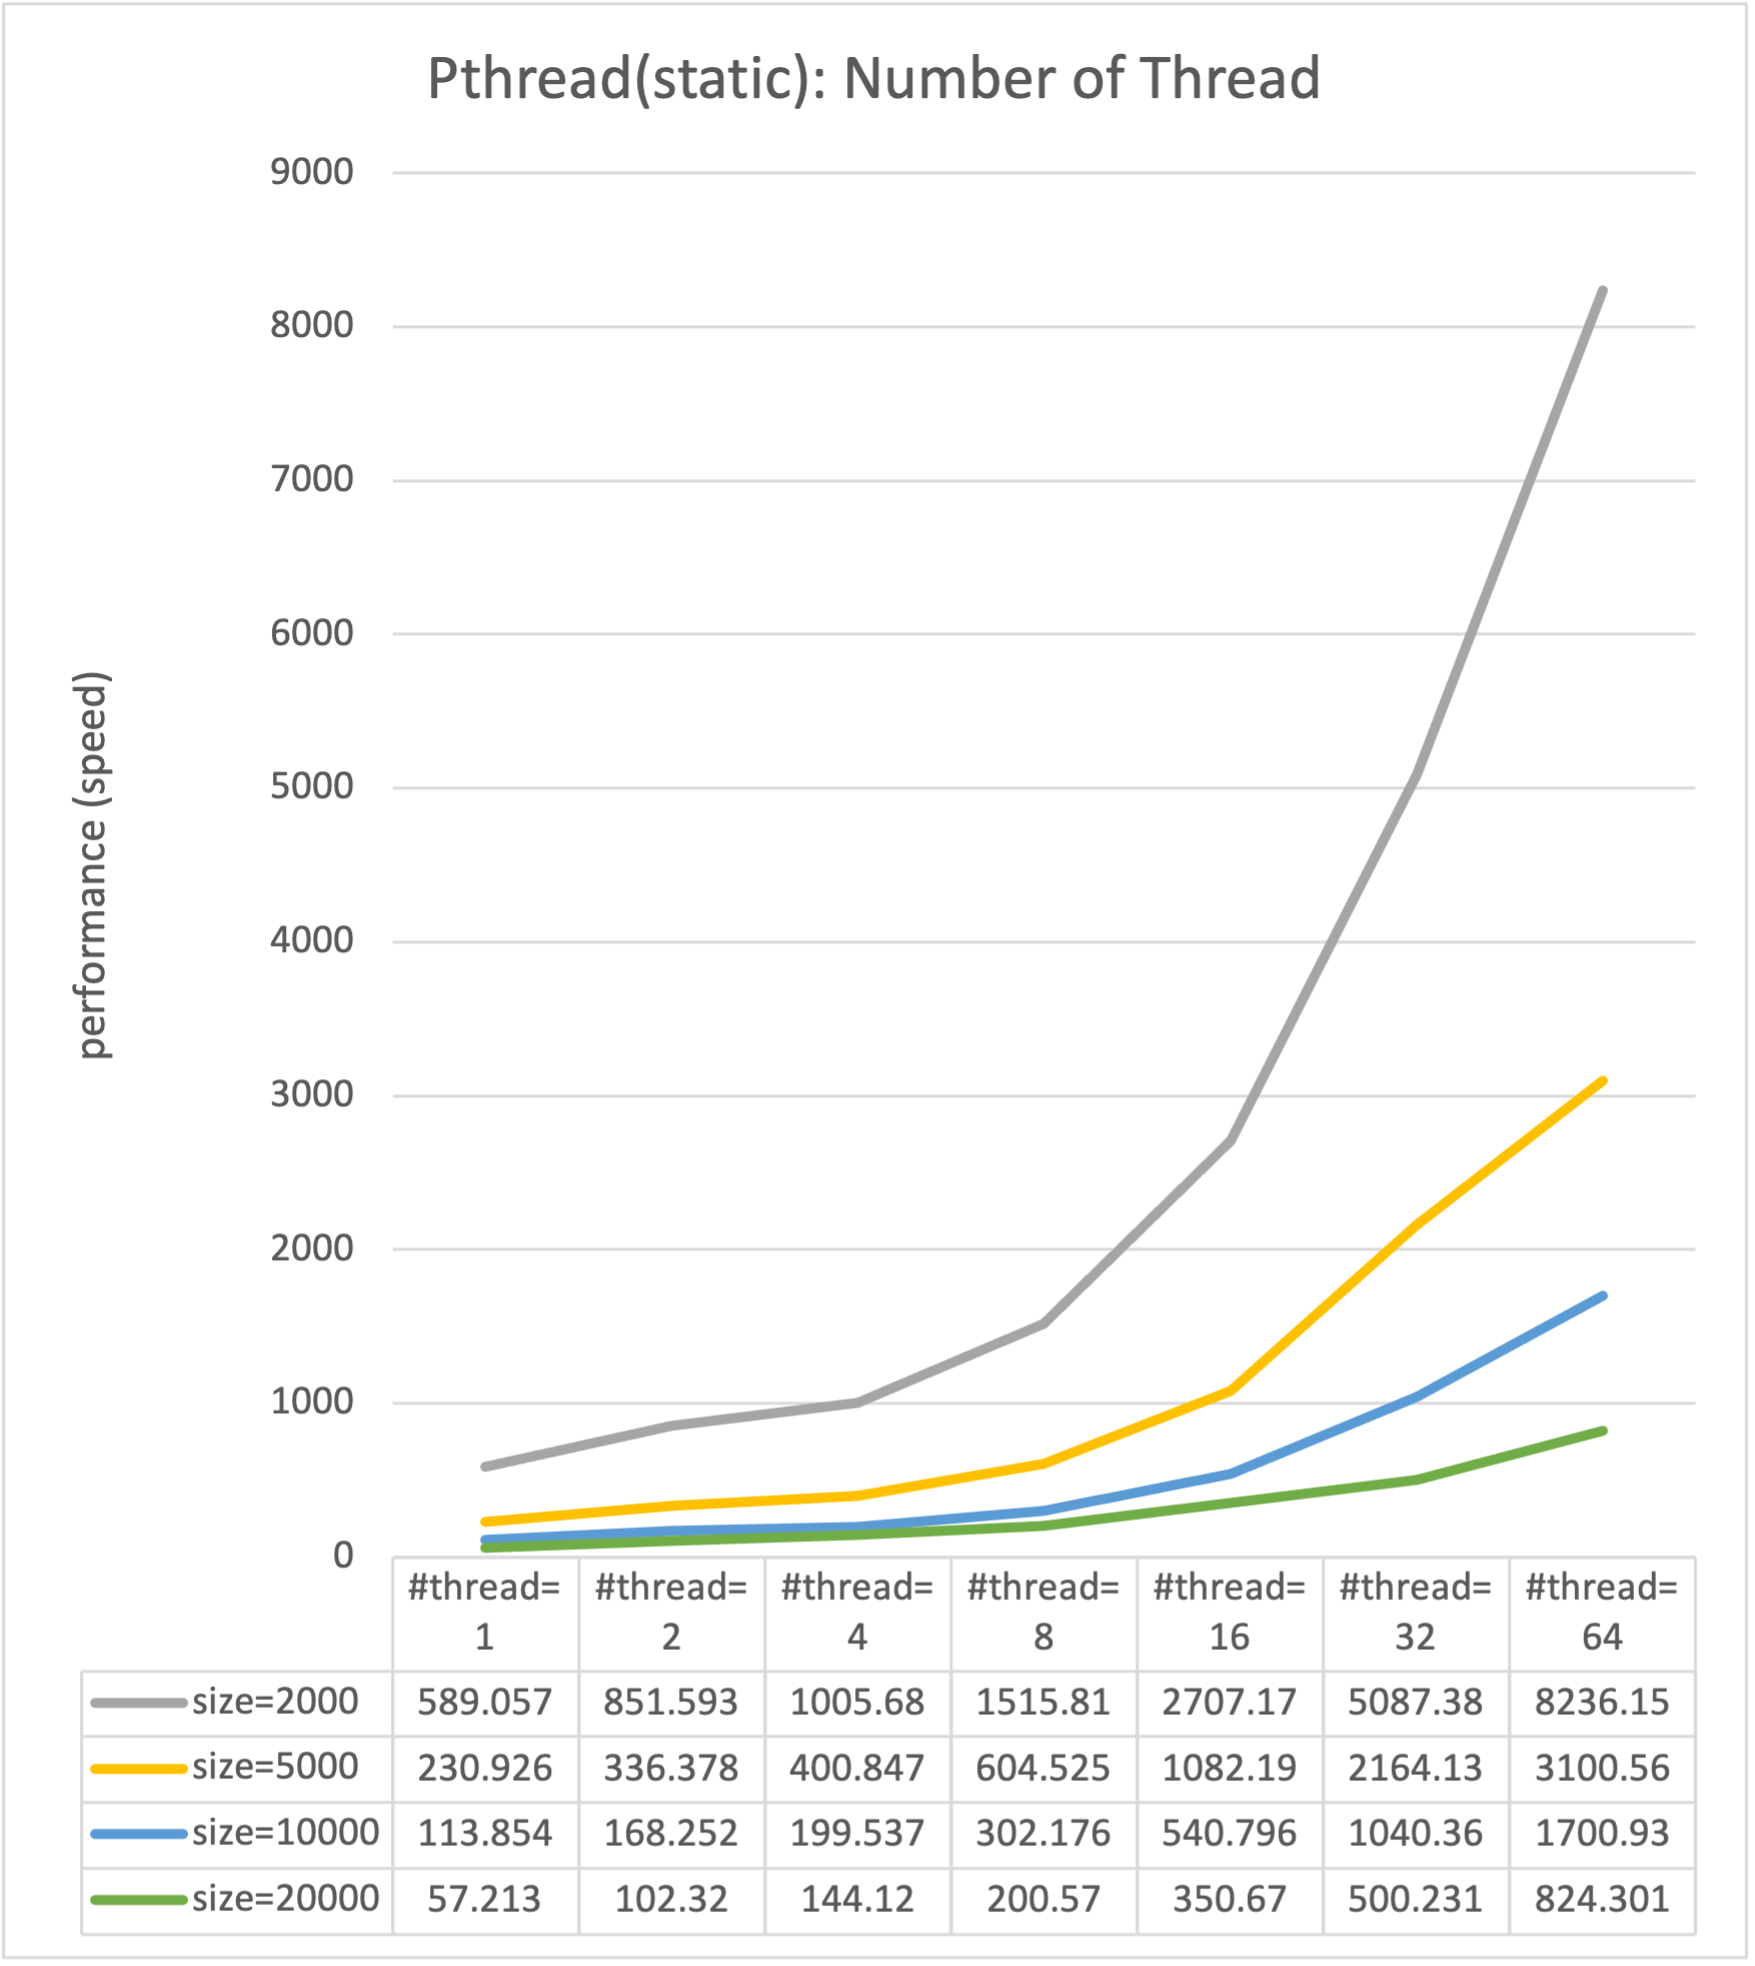 Pthread(static): Number of Thread
9000
8000
7000
6000
5000
4000
3000
2000
1000
0
performance (speed)
#thread=1 #thread=2 #thread=4 #thread=8 #thread=16 #thread=32 #thread=64
size=2000 589.057 851.593 1005.68 1515.81 2707.17 5087.38 8236.15
size=5000 230.926 336.378 400.847 604.525 1082.19 2164.13 3100.56
size=10000 113.854 168.252 199.537 302.176 540.796 1040.36 1700.93
size=20000 57.213 102.32 144.12 200.57 350.67 500.231 824.301